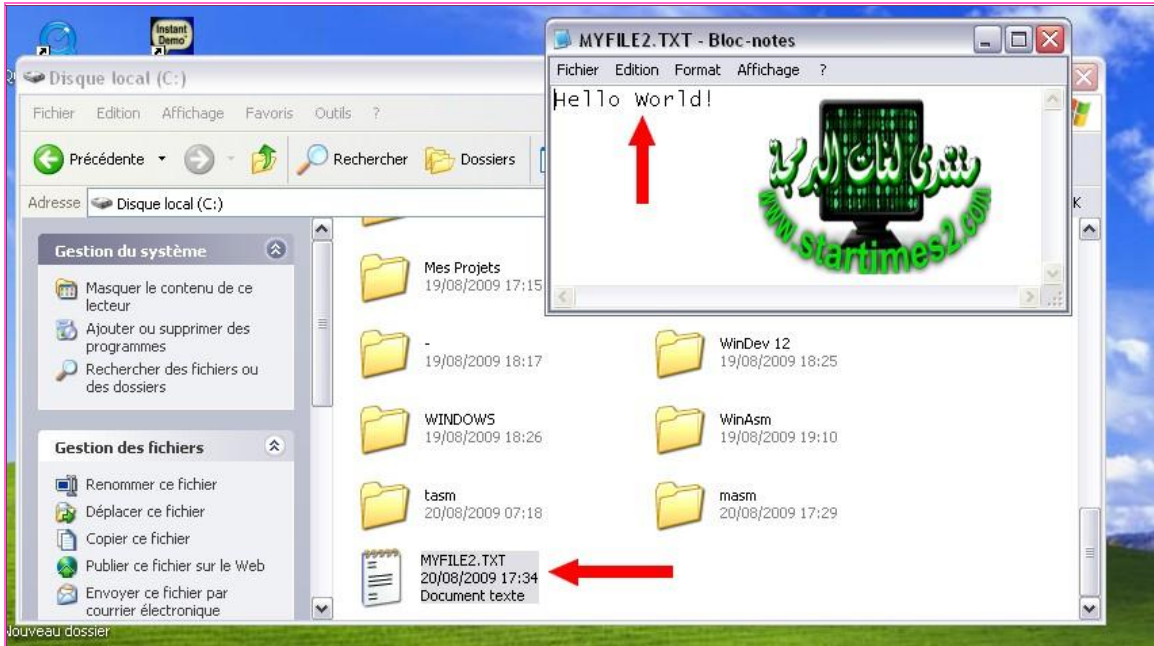 Instant
Demo
MYFILE2.TXT - Bloc-notes
Fichier Edition Format Affichage ?
Hello World!
منتدى لغات البرمجة
www.startimes2.com
Disque local (C:)
Fichier Edition Affichage Favoris Outils ?
Précédente Rechercher Dossiers
Adresse Disque local (C:)
K
Gestion du système
Masquer le contenu de ce
lecteur
Ajouter ou supprimer des
programmes
Rechercher des fichiers ou
des dossiers
Gestion des fichiers
Renommer ce fichier
Déplacer ce fichier
Copier ce fichier
Publier ce fichier sur le Web
Envoyer ce fichier par
courrier électronique
Mes Projets
19/08/2009 17:15
-
19/08/2009 18:17
WinDev 12
19/08/2009 18:25
WINDOWS
19/08/2009 18:26
WinAsm
19/08/2009 19:10
tasm
20/08/2009 07:18
masm
20/08/2009 17:29
MYFILE2.TXT
20/08/2009 17:34
Document texte
Nouveau dossier